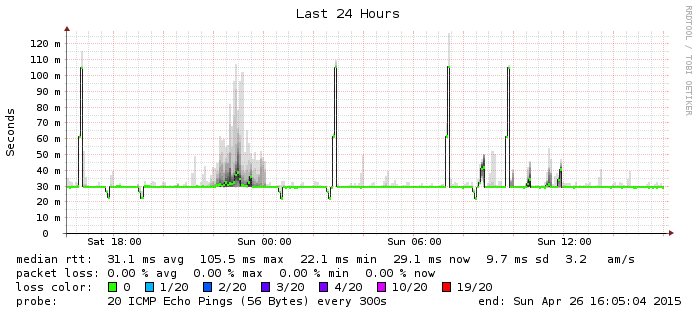 Last 24 Hours
RRDTOOL / TOBI OETIKER
Seconds
120 m
110 m
100 m
90 m
80 m
70 m
60 m
50 m
40 m
30 m
20 m
10 m
0
Sat 18:00 Sun 00:00 Sun 06:00 Sun 12:00
median rtt: 31.1 ms avg 105.5 ms max 22.1 ms min 29.1 ms now 9.7 ms sd 3.2 am/s
packet loss: 0.00 % avg 0.00 % max 0.00 % min 0.00 % now
loss color: 0 1/20 2/20 3/20 4/20 10/20 19/20
probe: 20 ICMP Echo Pings (56 Bytes) every 300s end: Sun Apr 26 16:05:04 2015